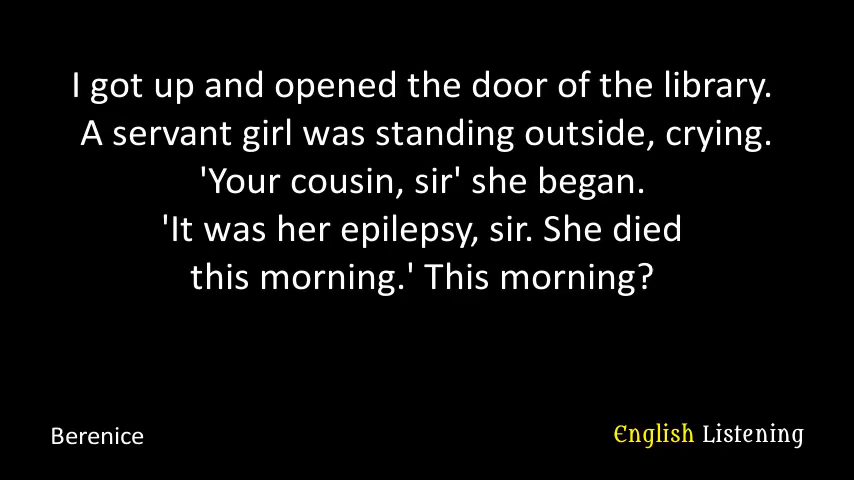 I got up and opened the door of the library.
A servant girl was standing outside, crying.
'Your cousin, sir' she began.
'It was her epilepsy, sir. She died
this morning.' This morning?
Berenice
English Listening